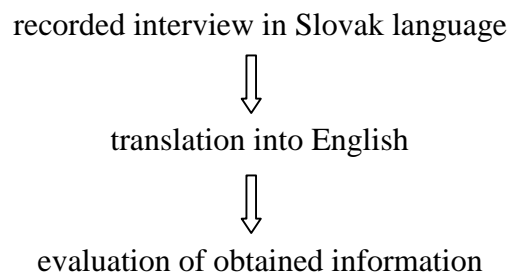 recorded interview in Slovak language
translation into English
evaluation of obtained information